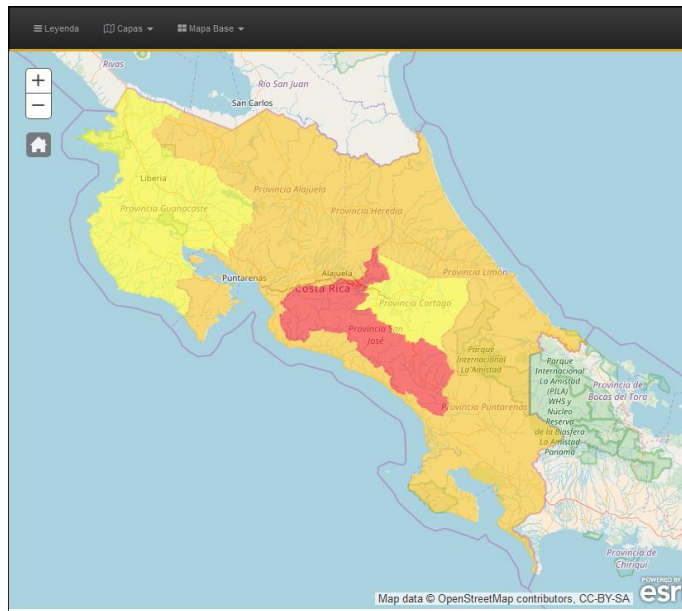 Leyenda
Capas
Mapa Base
+
−
Rivas
Río San Juan
San Carlos
Liberia
Provincia Guanacaste
Provincia Alajuela
Provincia Heredia
Puntarenas
Alajuela
Costa Rica
Provincia Limón
Provincia Cartago
Provincia San
José
Parque
Internacional
La Amistad
Provincia Puntarenas
Parque
Internacional
La Amistad
(PILA)
WHS y
Núcleo
Reserva
de la Biosfera
La Amistad
Panamá
Provincia de
Bocas del Toro
Provincia de
Chiriquí
Map data © OpenStreetMap contributors, CC-BY-SA
POWERED BY
esri